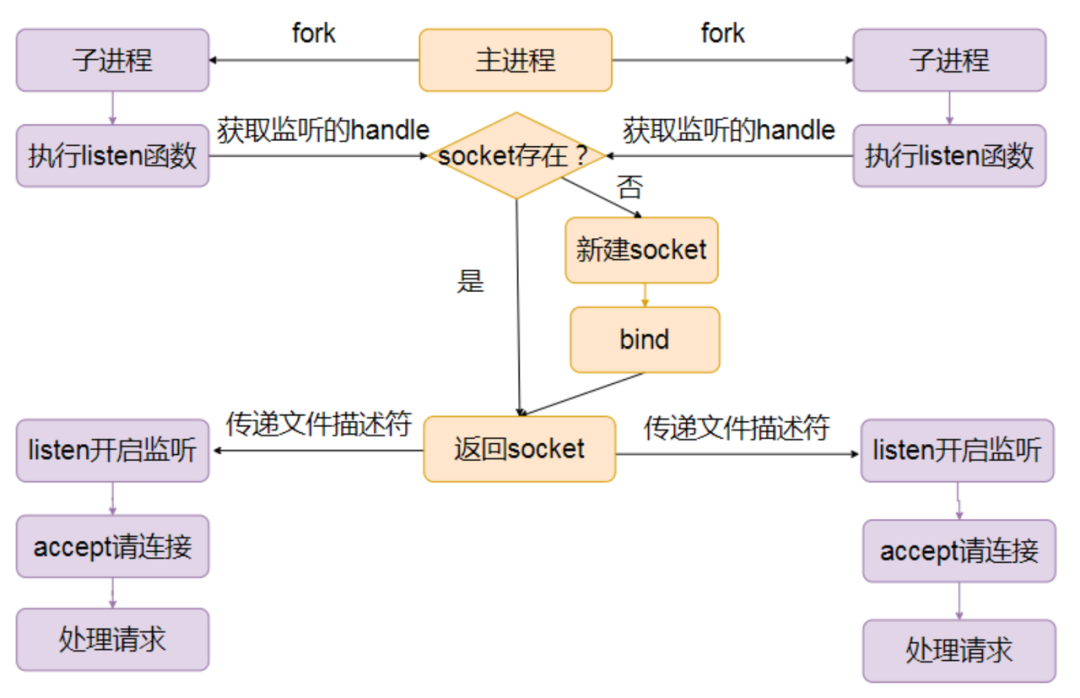 fork
fork
子进程
主进程
子进程
获取监听的handle
获取监听的handle
执行listen函数
socket存在？
执行listen函数
否
新建socket
是
bind
传递文件描述符
传递文件描述符
listen开启监听
返回socket
listen开启监听
accept请连接
accept请连接
处理请求
处理请求